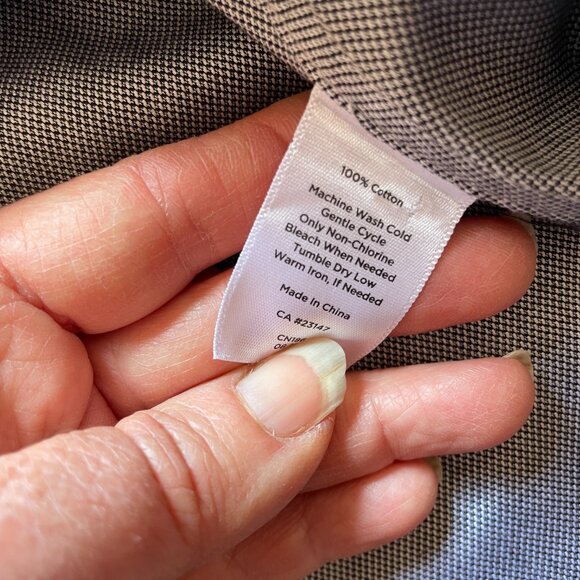 100% Cotton
Machine Wash Cold
Gentle Cycle
Only Non-Chlorine
Bleach When Needed
Tumble Dry Low
Warm Iron, If Needed
Made in China
CA #23147